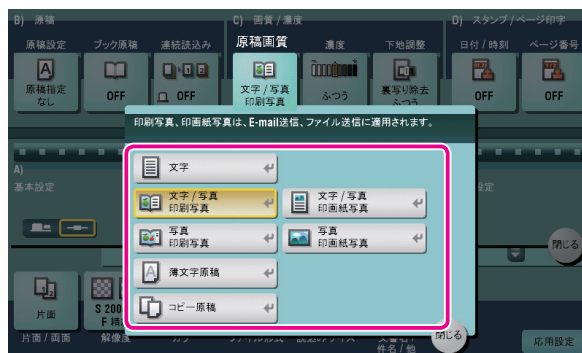 B) 原稿
C) 画質 / 濃度
D) スタンプ / ページ印字
原稿設定
ブック原稿
連続読込み
原稿画質
濃度
下地調整
日付 / 時刻
ページ番号
原稿指定
なし
OFF
OFF
文字 / 写真
印刷写真
ふつう
裏写り除去
ふつう
OFF
OFF
印刷写真、印画紙写真は、E-mail送信、ファイル送信に適用されます。
A)
基本設定
文字
文字 / 写真
印刷写真
文字 / 写真
印画紙写真
写真
印刷写真
写真
印画紙写真
薄文字原稿
コピー原稿
閉じる
閉じる
片面
S 200
片面 / 両面
解像度
件名 / 他
応用設定